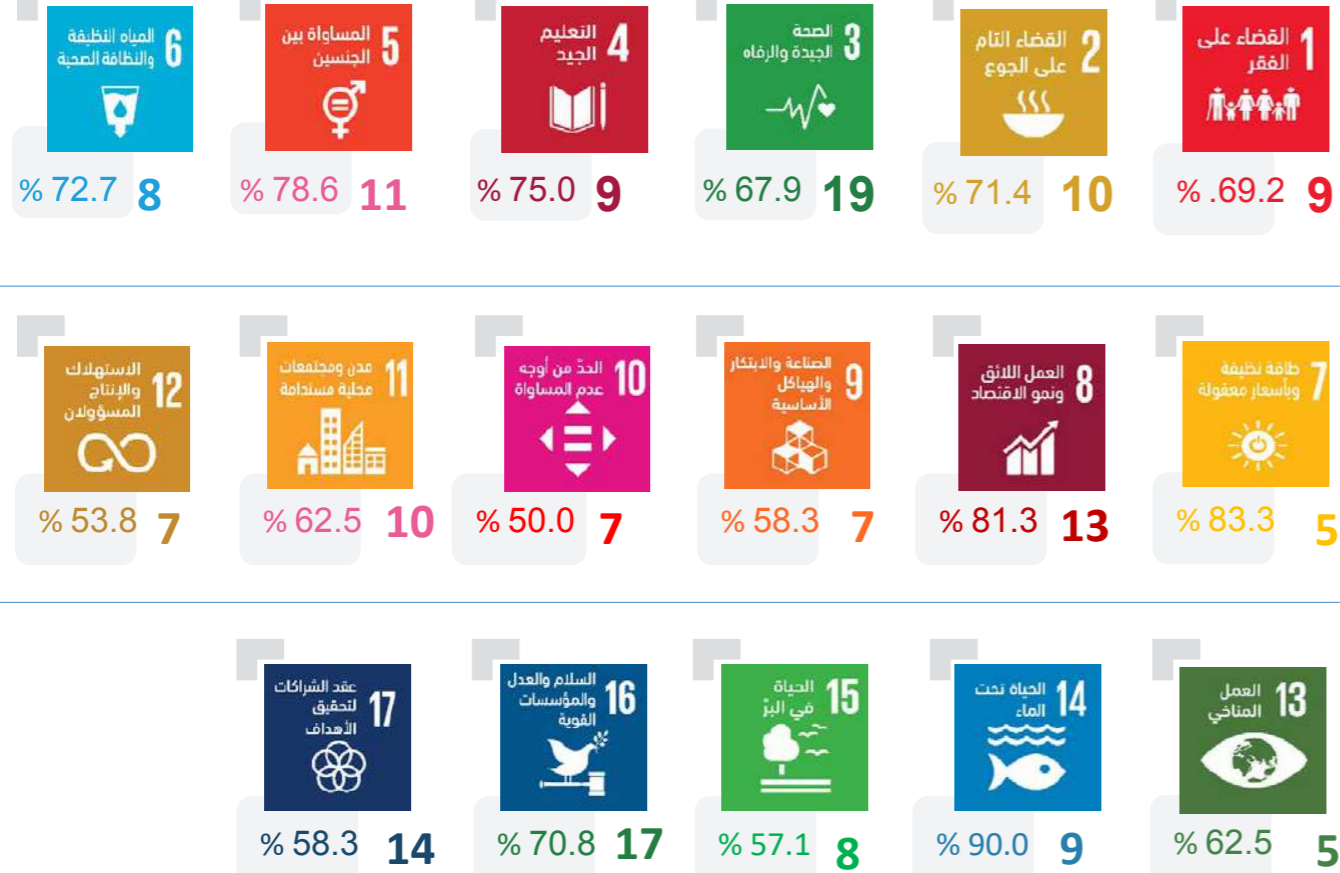 1 القضاء على
الفقر
% .69.2 9
2 القضاء التام
على الجوع
% 71.4 10
3 الصحة
الجيدة والرفاه
% 67.9 19
4 التعليم
الجيد
% 75.0 9
5 المساواة بين
الجنسين
% 78.6 11
6 المياه النظيفة
والنظافة الصحية
% 72.7 8
7 طاقة نظيفة
وبأسعار معقولة
% 83.3 5
8 العمل اللائق
ونمو الاقتصاد
% 81.3 13
9 الصناعة والابتكار
والهياكل
الأساسية
% 58.3 7
10 الحدّ من أوجه
عدم المساواة
% 50.0 7
11 مدن ومجتمعات
محلية مستدامة
% 62.5 10
12 الاستهلاك
والإنتاج
المسؤولان
% 53.8 7
13 العمل
المناخي
% 62.5 5
14 الحياة تحت
الماء
% 90.0 9
15 الحياة
في البرّ
% 57.1 8
16 السلام والعدل
والمؤسسات
القوية
% 70.8 17
17 عقد الشراكات
لتحقيق
الأهداف
% 58.3 14